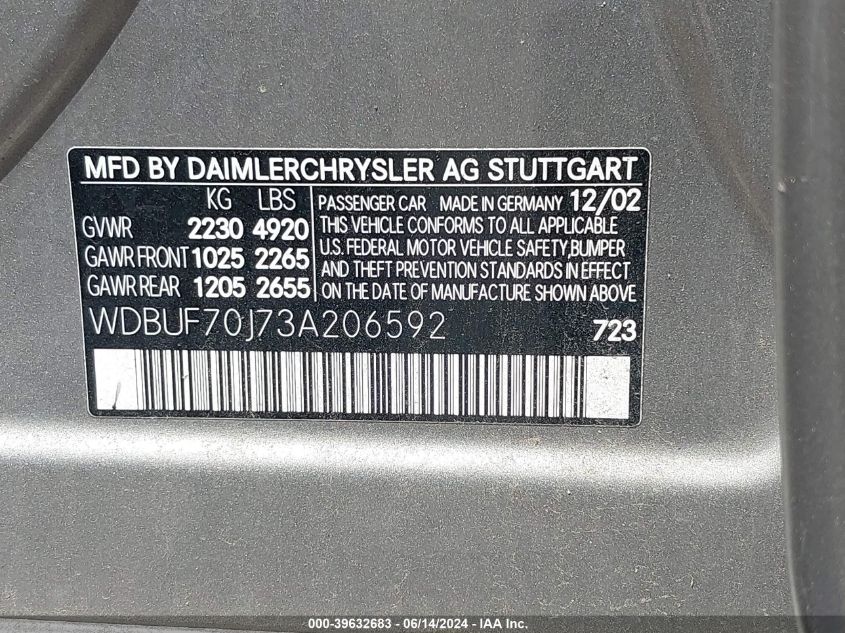 MFD BY DAIMLERCHRYSLER AG STUTTGART
KG LBS
GVWR 2230 4920
GAWR FRONT 1025 2265
GAWR REAR 1205 2655
PASSENGER CAR MADE IN GERMANY 12/02
THIS VEHICLE CONFORMS TO ALL APPLICABLE
U.S. FEDERAL MOTOR VEHICLE SAFETY,BUMPER
AND THEFT PREVENTION STANDARDS IN EFFECT
ON THE DATE OF MANUFACTURE SHOWN ABOVE
WDBUF70J73A206592 723
000-39632683 - 06/14/2024 - IAA Inc.